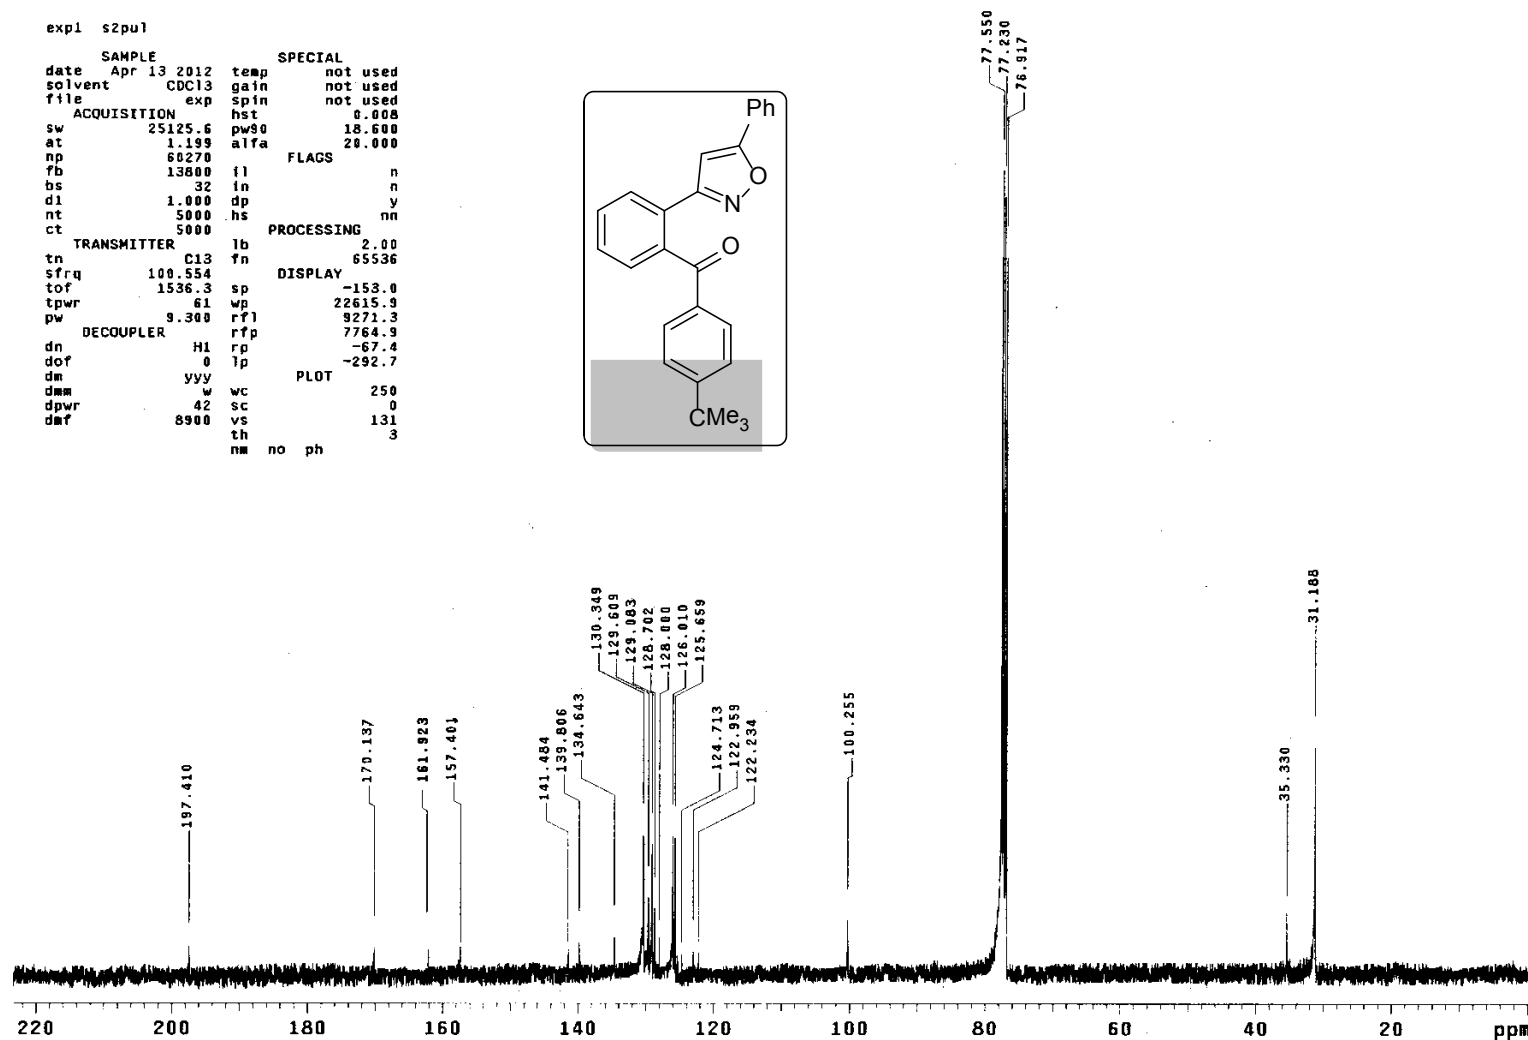 exp1 s2pul
SAMPLE SPECIAL
date Apr 13 2012 temp not used
solvent CDCl3 gain not used
file exp spin not used
ACQUISITION hst 0.008
sw 25125.6 pw90 18.600
at 1.199 alfa 20.000
np 60270 FLAGS
fb 13800 il n
bs 32 in n
d1 1.000 dp y
nt 5000 hs nn
ct 5000 PROCESSING
TRANSMITTER lb 2.00
tn C13 fn 65536
sfrq 100.554 DISPLAY
tof 1536.3 sp -153.0
tpwr 61 wp 22615.9
pw 9.300 rfl 9271.3
DECOUPLER rfp 7764.9
dn H1 rp -67.4
dof 0 lp -292.7
dm yyy PLOT
dmm w wc 250
dpwr 42 sc 0
dmf 8900 vs 131
th 3
nm no ph
Ph
O
N
O
CMe3
77.550
77.230
76.917
197.410
170.137
161.923
157.401
141.484
139.806
134.643
130.349
129.609
129.083
128.702
128.000
126.010
125.659
124.713
122.959
122.234
100.255
35.330
31.188
220 200 180 160 140 120 100 80 60 40 20 ppm